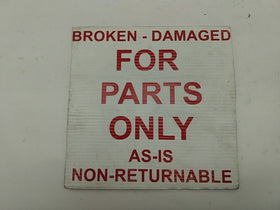 BROKEN - DAMAGED
FOR
PARTS
ONLY
AS-IS
NON-RETURNABLE